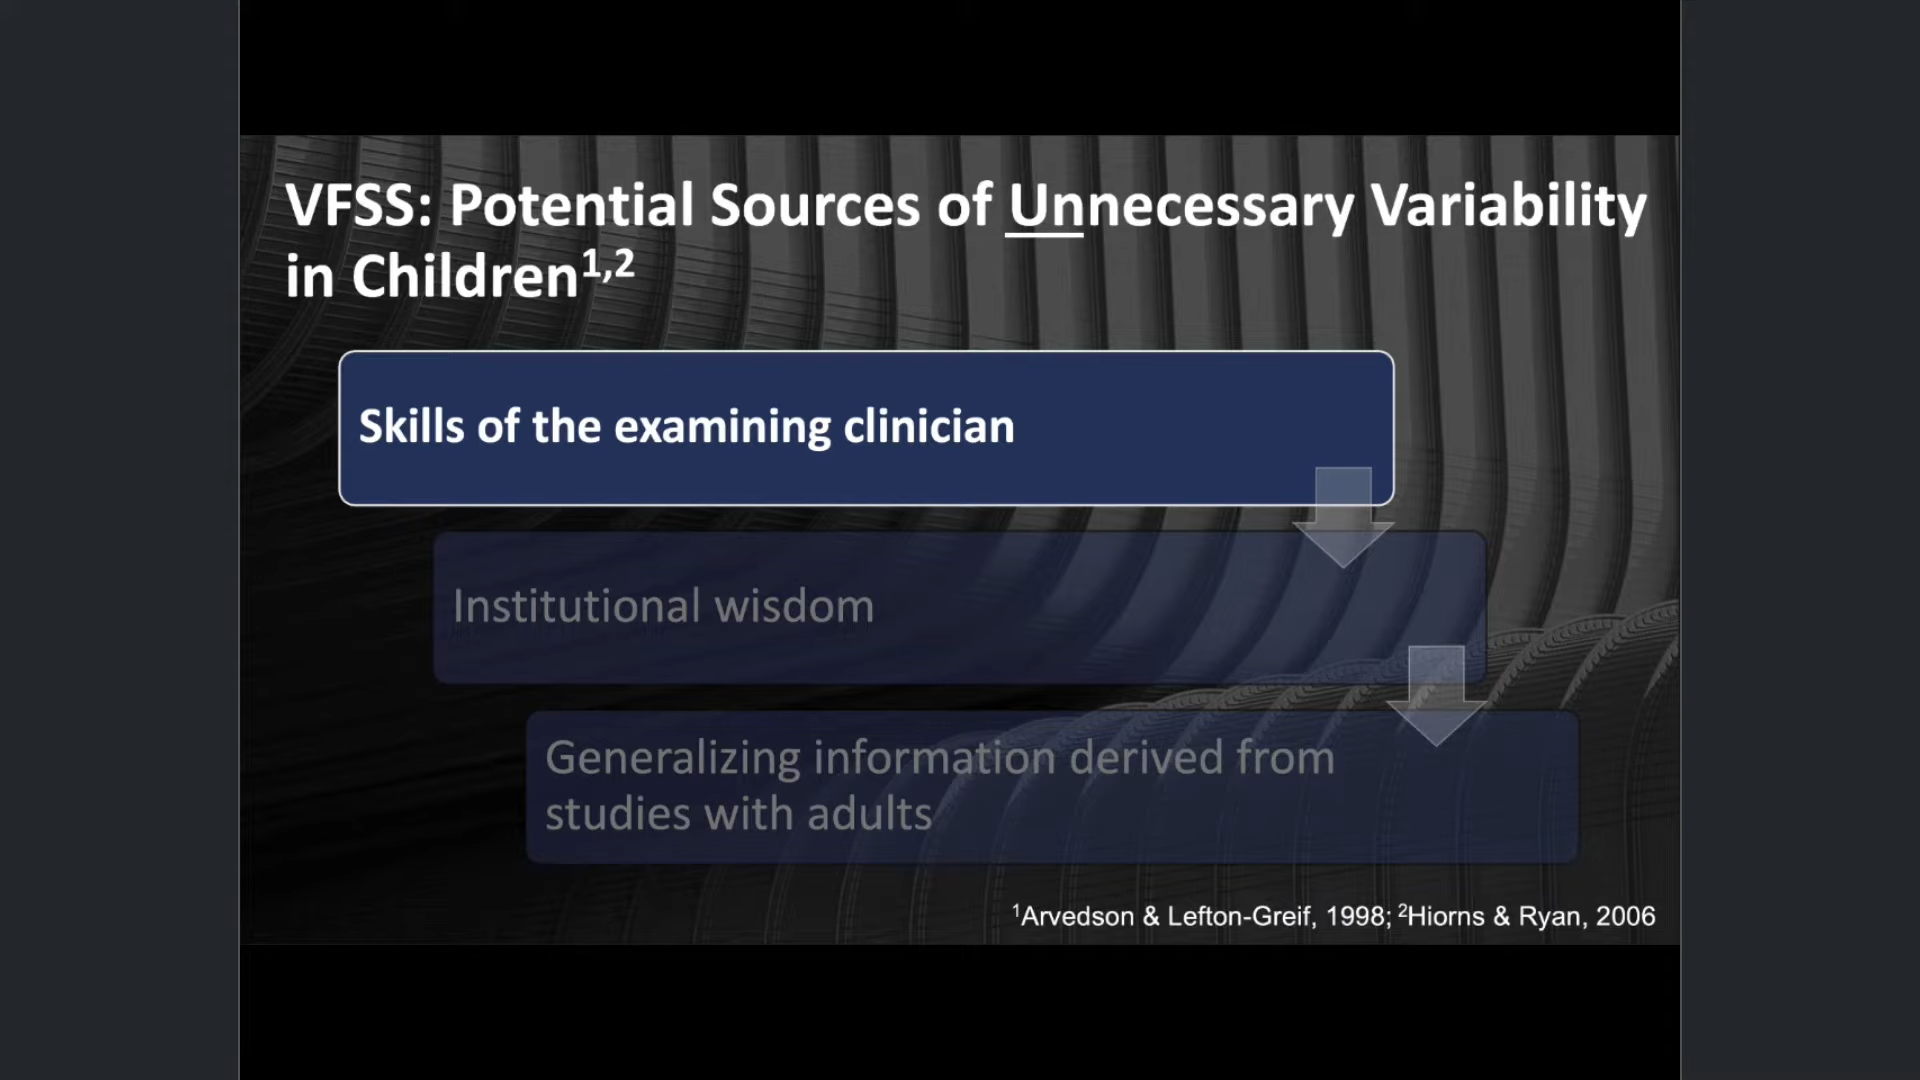 VFSS: Potential Sources of Unnecessary Variability
in Children1,2
Skills of the examining clinician
Institutional wisdom
Generalizing information derived from
studies with adults
1Arvedson & Lefton-Greif, 1998; 2Hiorns & Ryan, 2006